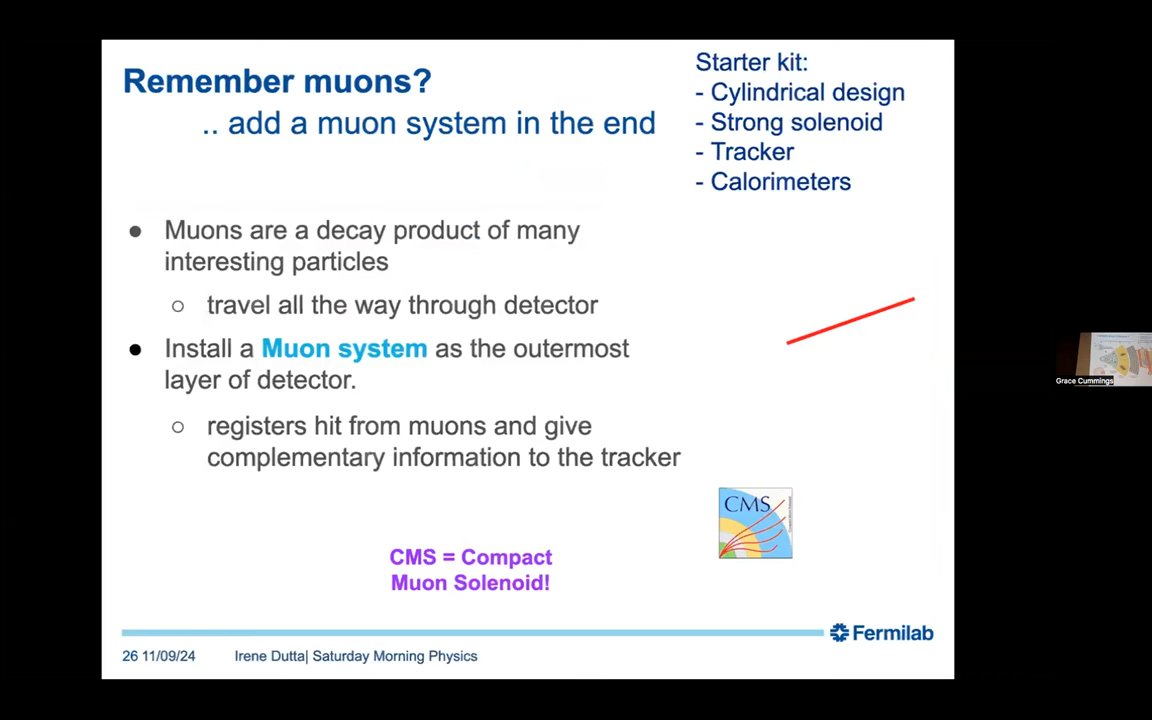 Remember muons?
.. add a muon system in the end
Starter kit:
- Cylindrical design
- Strong solenoid
- Tracker
- Calorimeters
● Muons are a decay product of many
interesting particles
○ travel all the way through detector
● Install a Muon system as the outermost
layer of detector.
○ registers hit from muons and give
complementary information to the tracker
CMS
CMS = Compact
Muon Solenoid!
Fermilab
26 11/09/24 Irene Dutta| Saturday Morning Physics
Grace Cummings